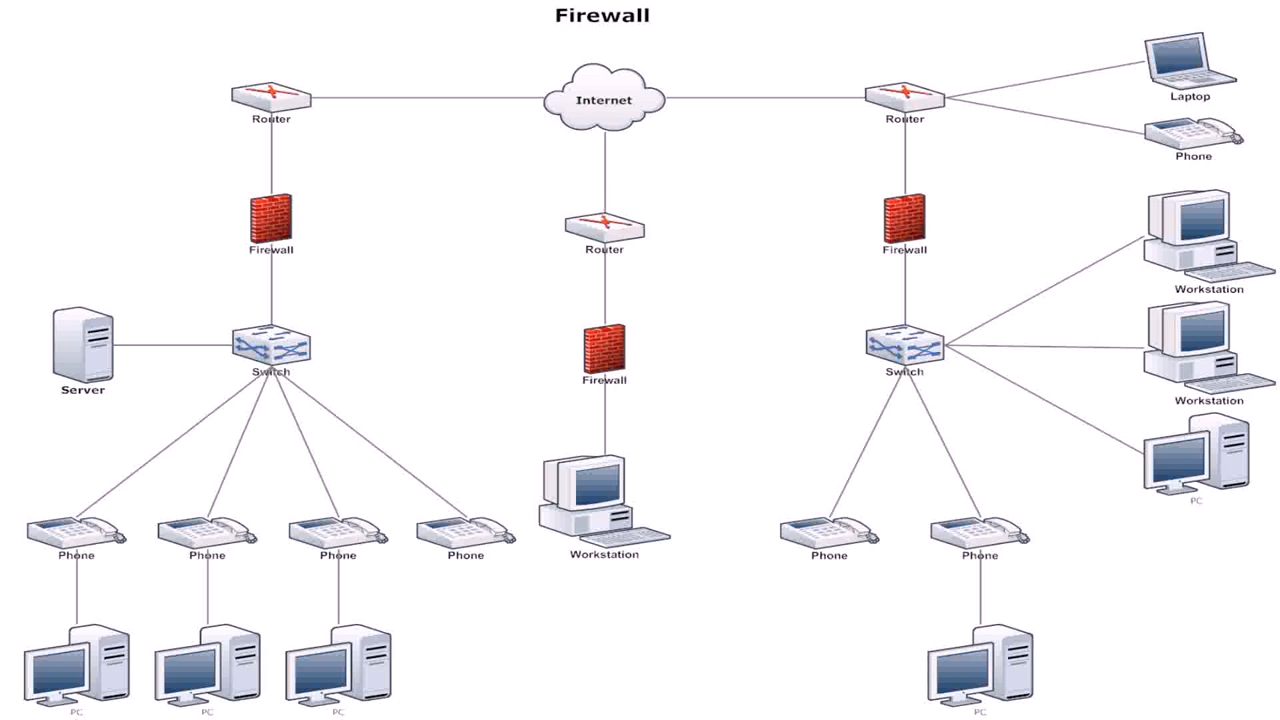 Firewall
Internet
Router
Router
Laptop
Phone
Firewall
Router
Firewall
Workstation
Server
Switch
Firewall
Switch
Workstation
PC
Phone
Phone
Phone
Phone
Workstation
Phone
Phone
PC
PC
PC
PC